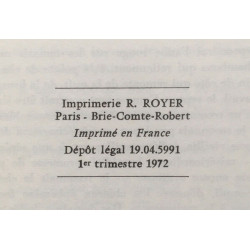 Imprimerie R. ROYER
Paris - Brie-Comte-Robert
Imprimé en France
Dépôt légal 19.04.5991
1er trimestre 1972